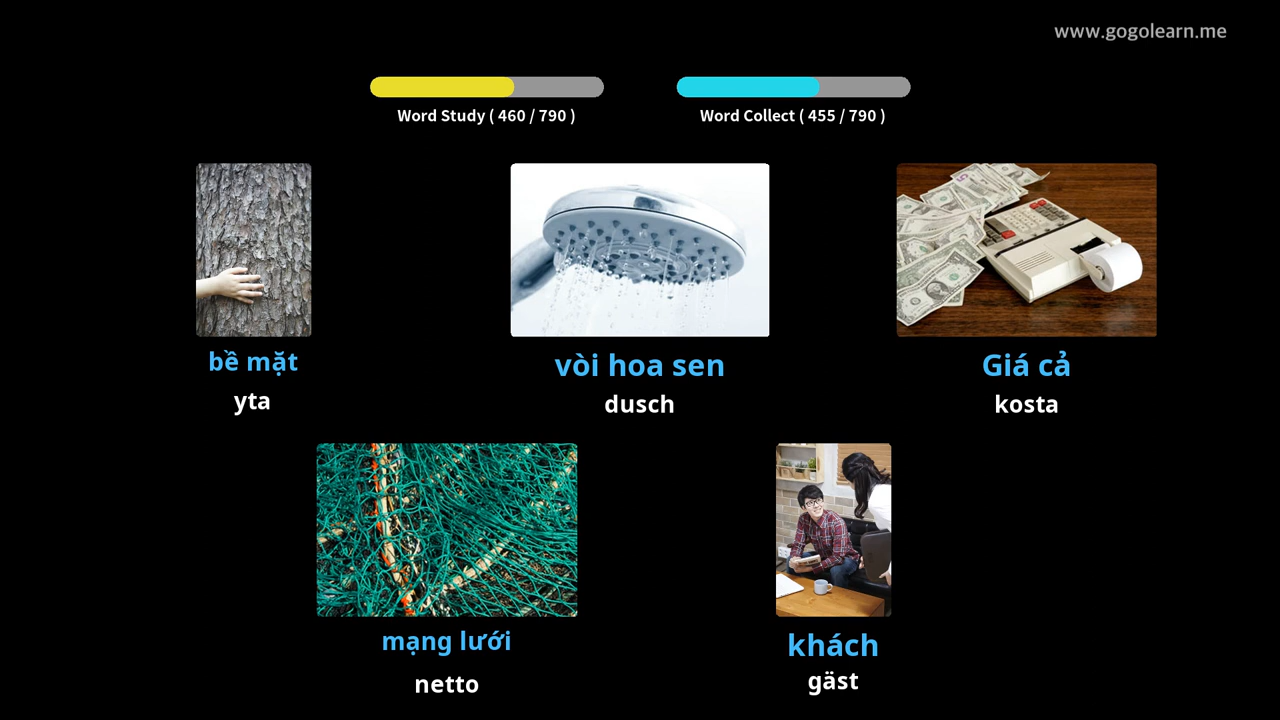 www.gogolearn.me
Word Study ( 460 / 790 )
Word Collect ( 455 / 790 )
bề mặt
yta
vòi hoa sen
dusch
Giá cả
kosta
mạng lưới
netto
khách
gäst